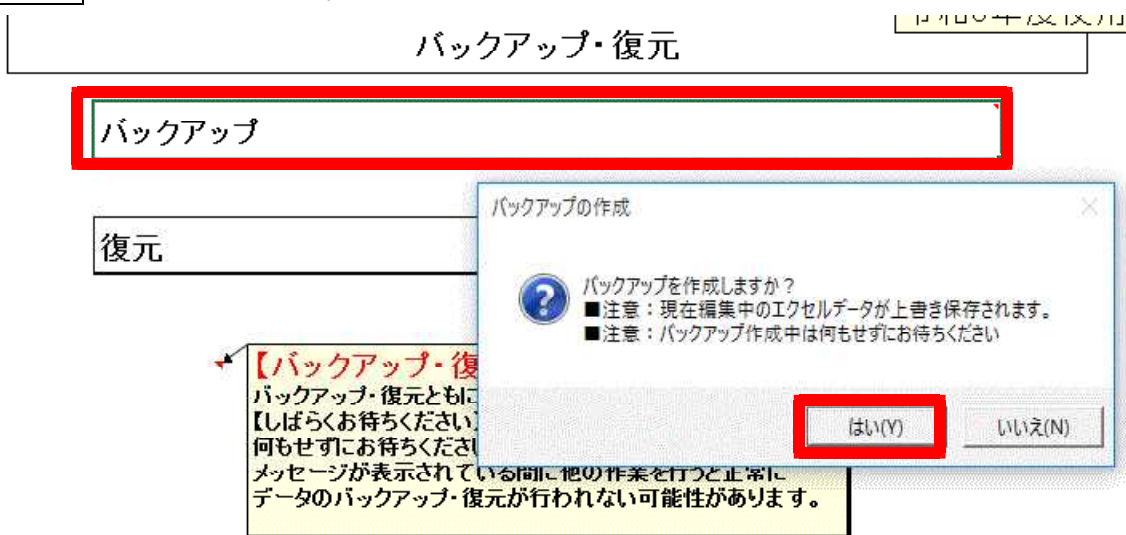 バックアップ・復元
バックアップ
復元
バックアップの作成
バックアップを作成しますか？
■注意：現在編集中のエクセルデータが上書き保存されます。
■注意：バックアップ作成中は何もせずにお待ちください
はい(Y)
いいえ(N)
【バックアップ・復
バックアップ・復元ともに
【しばらくお待ちください
何もせずにお待ちくださ
メッセージが表示されている間に他の作業を行うと正常に
データのバックアップ・復元が行われない可能性があります。